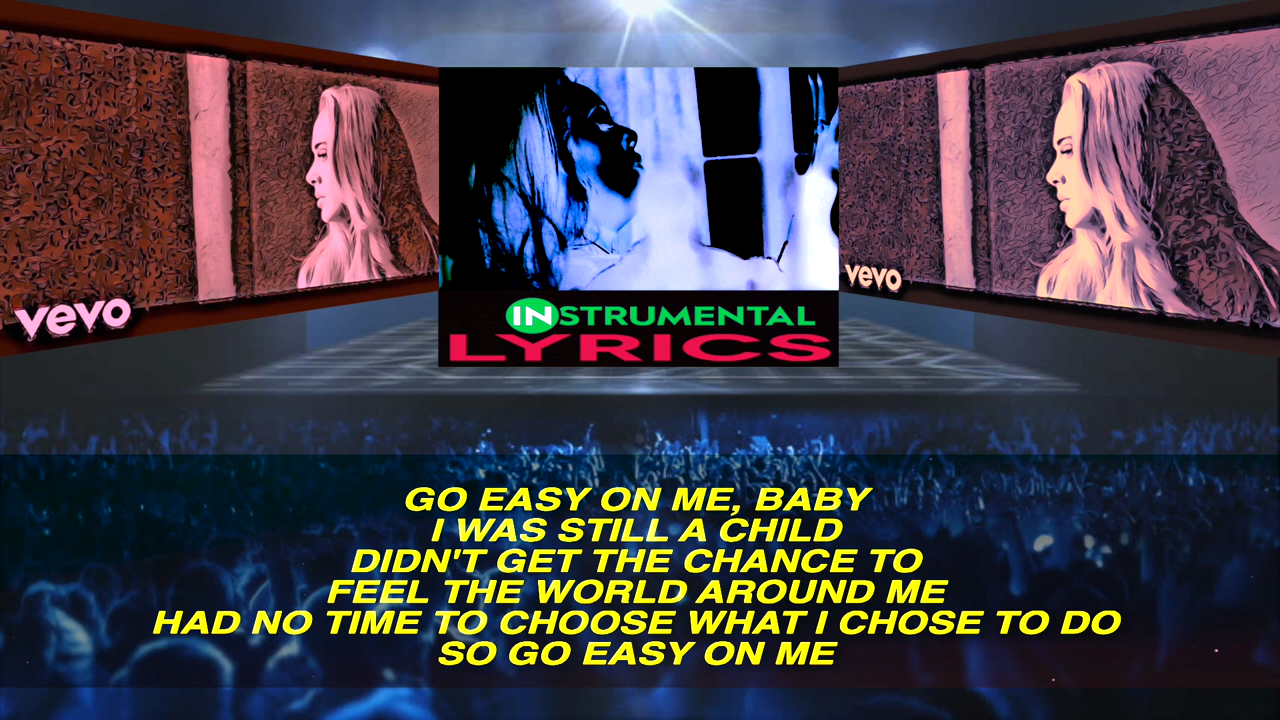 vevo
vevo
INSTRUMENTAL
LYRICS
GO EASY ON ME, BABY
I WAS STILL A CHILD
DIDN'T GET THE CHANCE TO
FEEL THE WORLD AROUND ME
HAD NO TIME TO CHOOSE WHAT I CHOSE TO DO
SO GO EASY ON ME